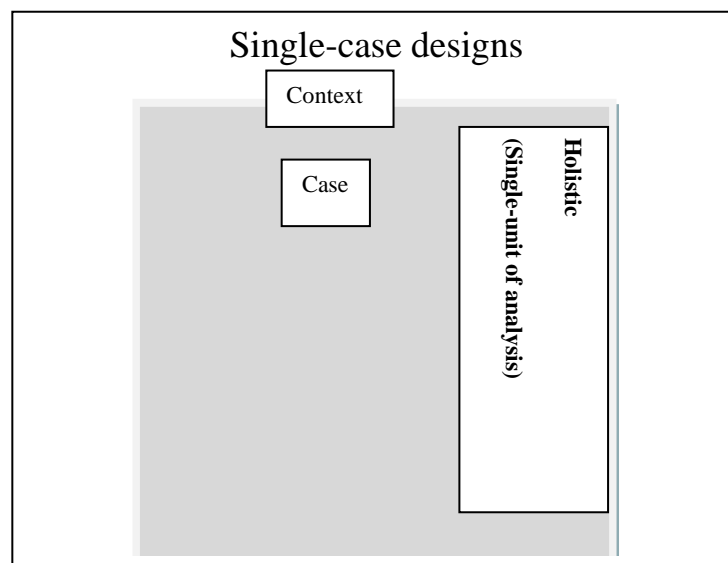 Single-case designs
Context
Case
Holistic
(Single-unit of analysis)